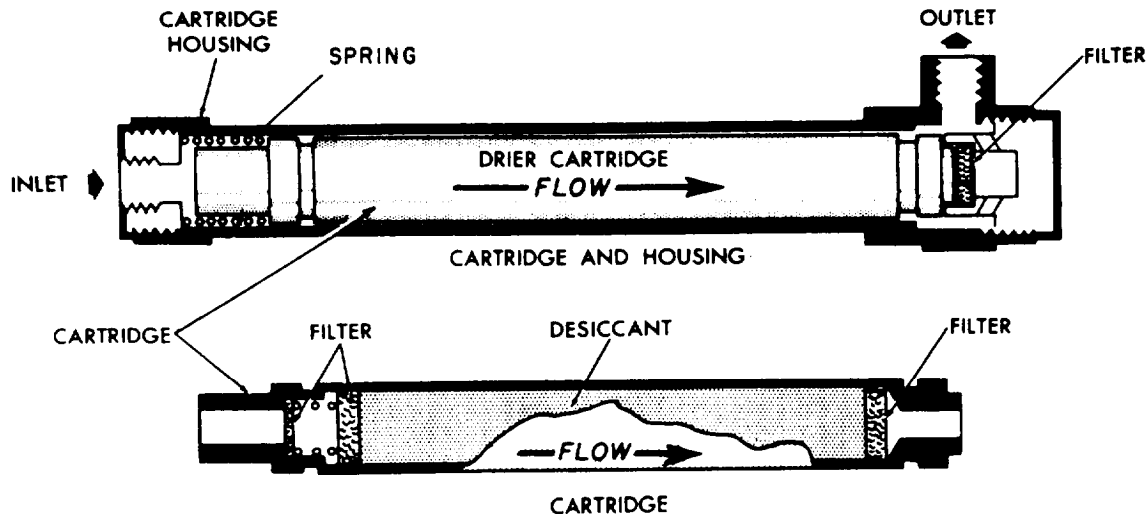 CARTRIDGE
HOUSING
SPRING
OUTLET
FILTER
INLET
DRIER CARTRIDGE
FLOW
CARTRIDGE AND HOUSING
CARTRIDGE
FILTER
DESICCANT
FILTER
FLOW
CARTRIDGE